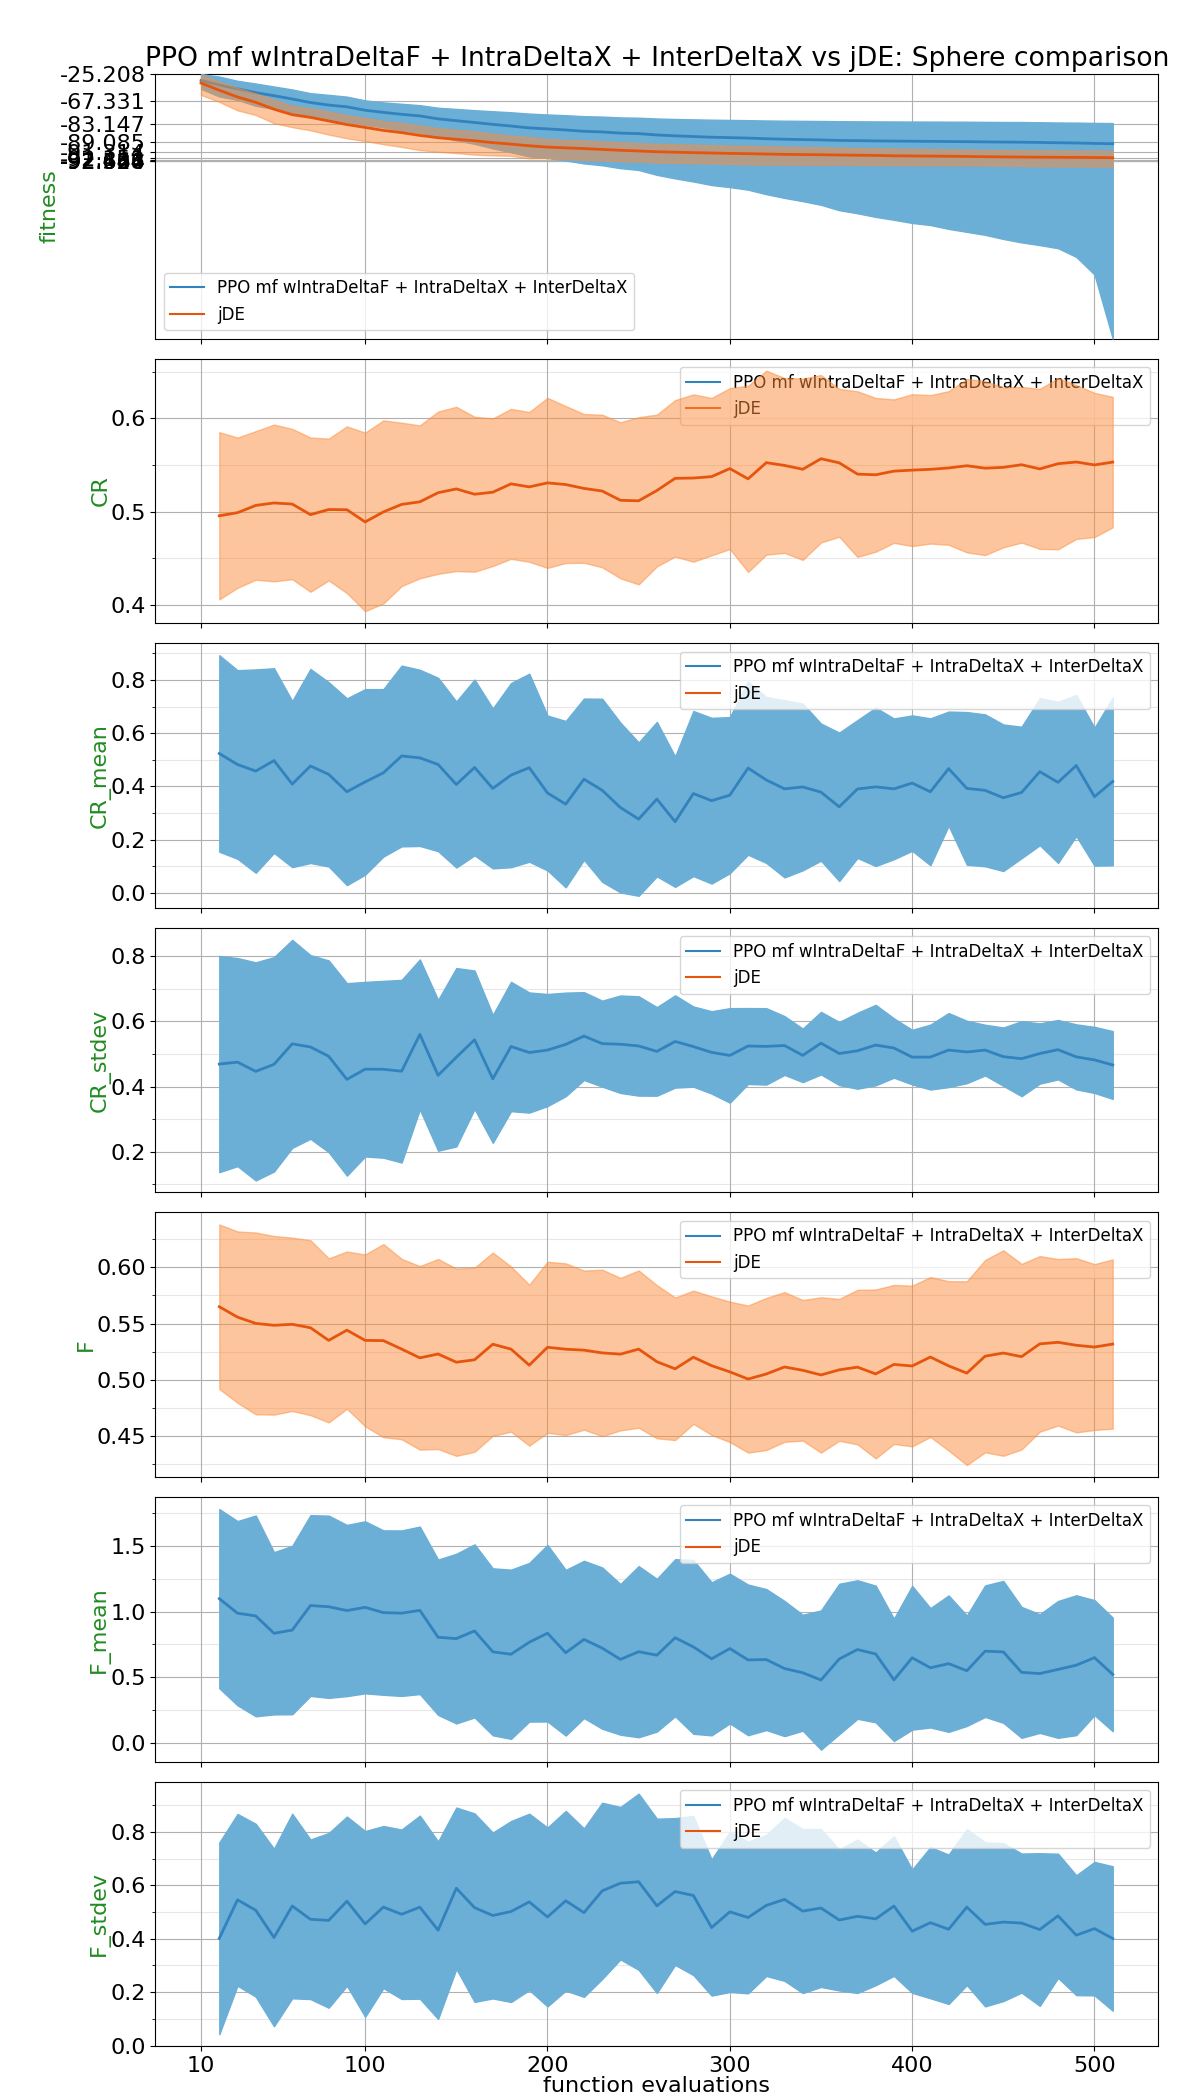 PPO mf wIntraDeltaF + IntraDeltaX + InterDeltaX vs jDE: Sphere comparison
-25.208
-67.331
-83.147
-89.085
fitness
PPO mf wIntraDeltaF + IntraDeltaX + InterDeltaX
jDE
PPO mf wIntraDeltaF + IntraDeltaX + InterDeltaX
jDE
0.6
0.5
0.4
CR
PPO mf wIntraDeltaF + IntraDeltaX + InterDeltaX
jDE
0.8
0.6
0.4
0.2
0.0
CR_mean
PPO mf wIntraDeltaF + IntraDeltaX + InterDeltaX
jDE
0.8
0.6
0.4
0.2
CR_stdev
PPO mf wIntraDeltaF + IntraDeltaX + InterDeltaX
jDE
0.60
0.55
0.50
0.45
F
PPO mf wIntraDeltaF + IntraDeltaX + InterDeltaX
jDE
1.5
1.0
0.5
0.0
F_mean
PPO mf wIntraDeltaF + IntraDeltaX + InterDeltaX
jDE
0.8
0.6
0.4
0.2
0.0
F_stdev
10 100 200 300 400 500
function evaluations